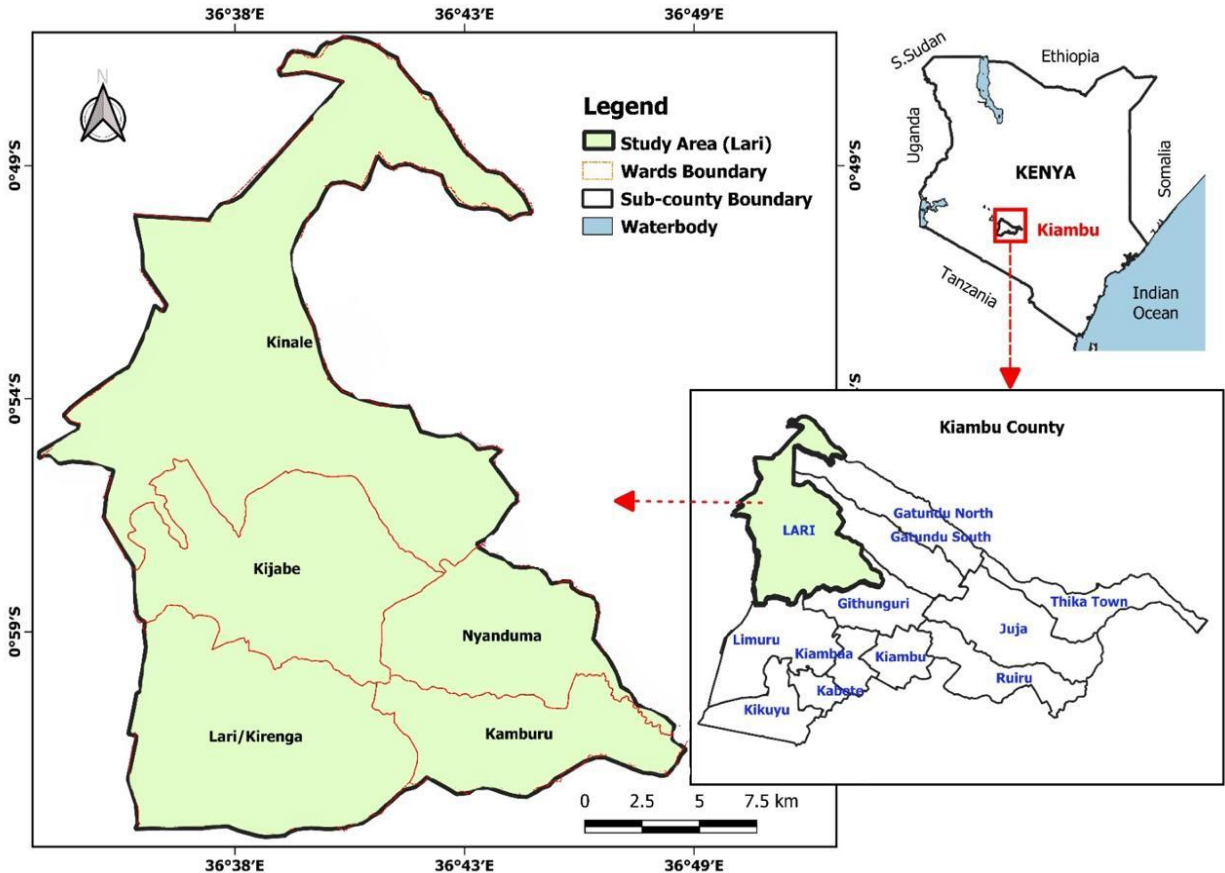 36°38′E
36°43′E
36°49′E
N
Legend
Study Area (Lari)
Wards Boundary
Sub-county Boundary
Waterbody
0°49′S
0°49′S
0°54′S
0°59′S
Kinale
Kijabe
Nyanduma
Lari/Kirenga
Kamburu
0
2.5
5
7.5 km
36°38′E
36°43′E
36°49′E
S.Sudan
Ethiopia
Uganda
Somalia
KENYA
Kiambu
Tanzania
Indian
Ocean
Kiambu County
LARI
Gatundu North
Gatundu South
Githunguri
Thika Town
Juja
Limuru
Kiambaa
Kiambu
Ruiru
Kabete
Kikuyu